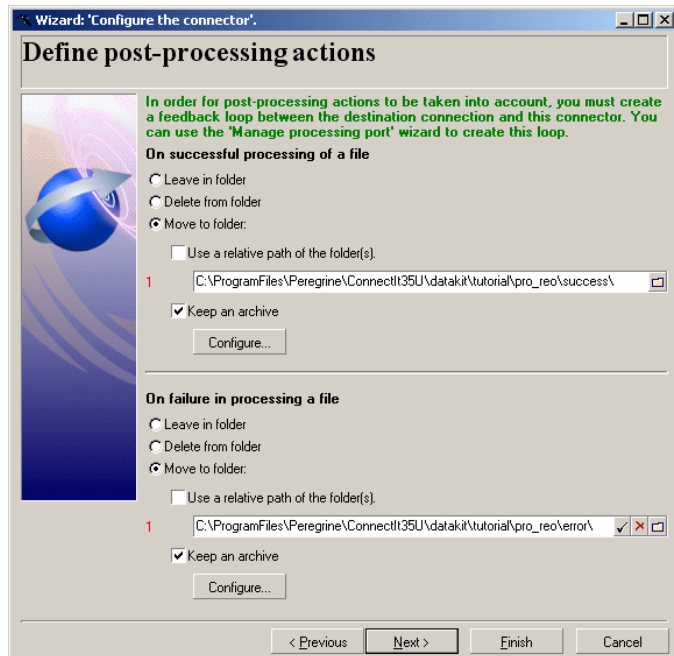 Wizard: 'Configure the connector'.
Define post-processing actions
In order for post-processing actions to be taken into account, you must create
a feedback loop between the destination connection and this connector. You
can use the 'Manage processing port' wizard to create this loop.
On successful processing of a file
Leave in folder
Delete from folder
Move to folder:
Use a relative path of the folder(s).
1 C:\ProgramFiles\Peregrine\ConnectIt35U\datakit\tutorial\pro_reo\success\
Keep an archive
Configure...
On failure in processing a file
Leave in folder
Delete from folder
Move to folder:
Use a relative path of the folder(s).
1 C:\ProgramFiles\Peregrine\ConnectIt35U\datakit\tutorial\pro_reo\error\
Keep an archive
Configure...
< Previous Next > Finish Cancel